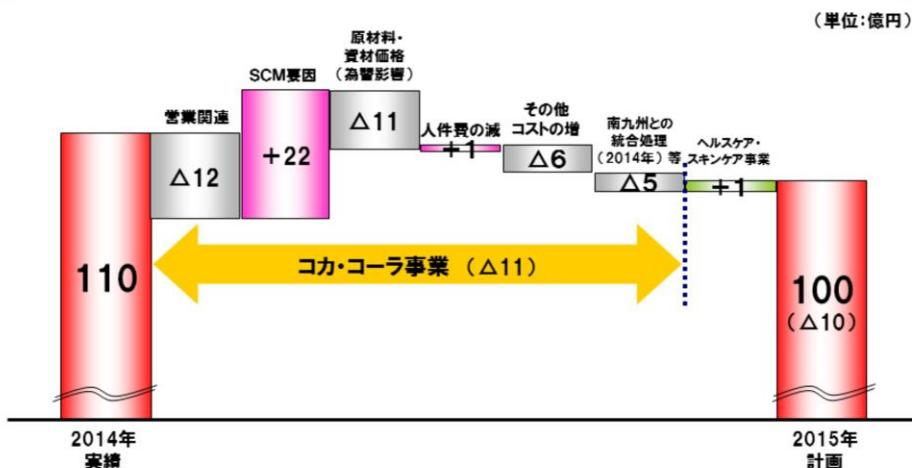 （単位：億円）
原材料・
資材価格
（為替影響）
SCM要因
営業関連
人件費の減
その他
コストの増
南九州との
統合処理
（2014年）等
ヘルスケア・
スキンケア事業
△12
+22
△11
+1
△6
△5
+1
コカ・コーラ事業 （△11）
110
100
（△10）
2014年
実績
2015年
計画